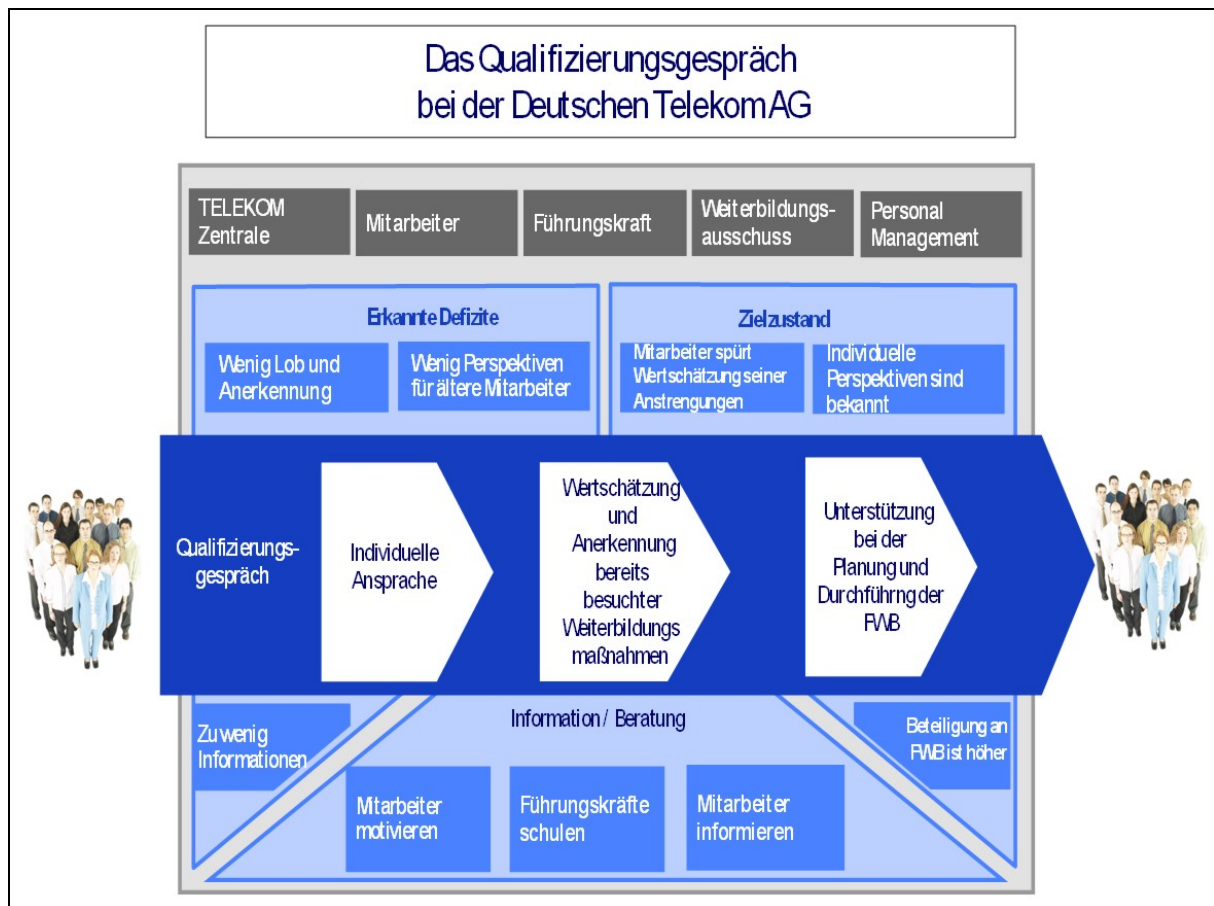 Das Qualifizierungsgespräch
bei der Deutschen Telekom AG
TELEKOM
Zentrale
Mitarbeiter
Führungskraft
Weiterbildungs-
ausschuss
Personal
Management
Erkannte Defizite
Zielzustand
Wenig Lob und
Anerkennung
Wenig Perspektiven
für ältere Mitarbeiter
Mitarbeiter spürt
Wertschätzung seiner
Anstrengungen
Individuelle
Perspektiven sind
bekannt
Qualifizierungs-
gespräch
Individuelle
Ansprache
Wertschätzung
und
Anerkennung
bereits
besuchter
Weiterbildungs
maßnahmen
Unterstützung
bei der
Planung und
Durchführng der
FWB
Zu wenig
Informationen
Information / Beratung
Beteiligung an
FWB ist höher
Mitarbeiter
motivieren
Führungskräfte
schulen
Mitarbeiter
informieren